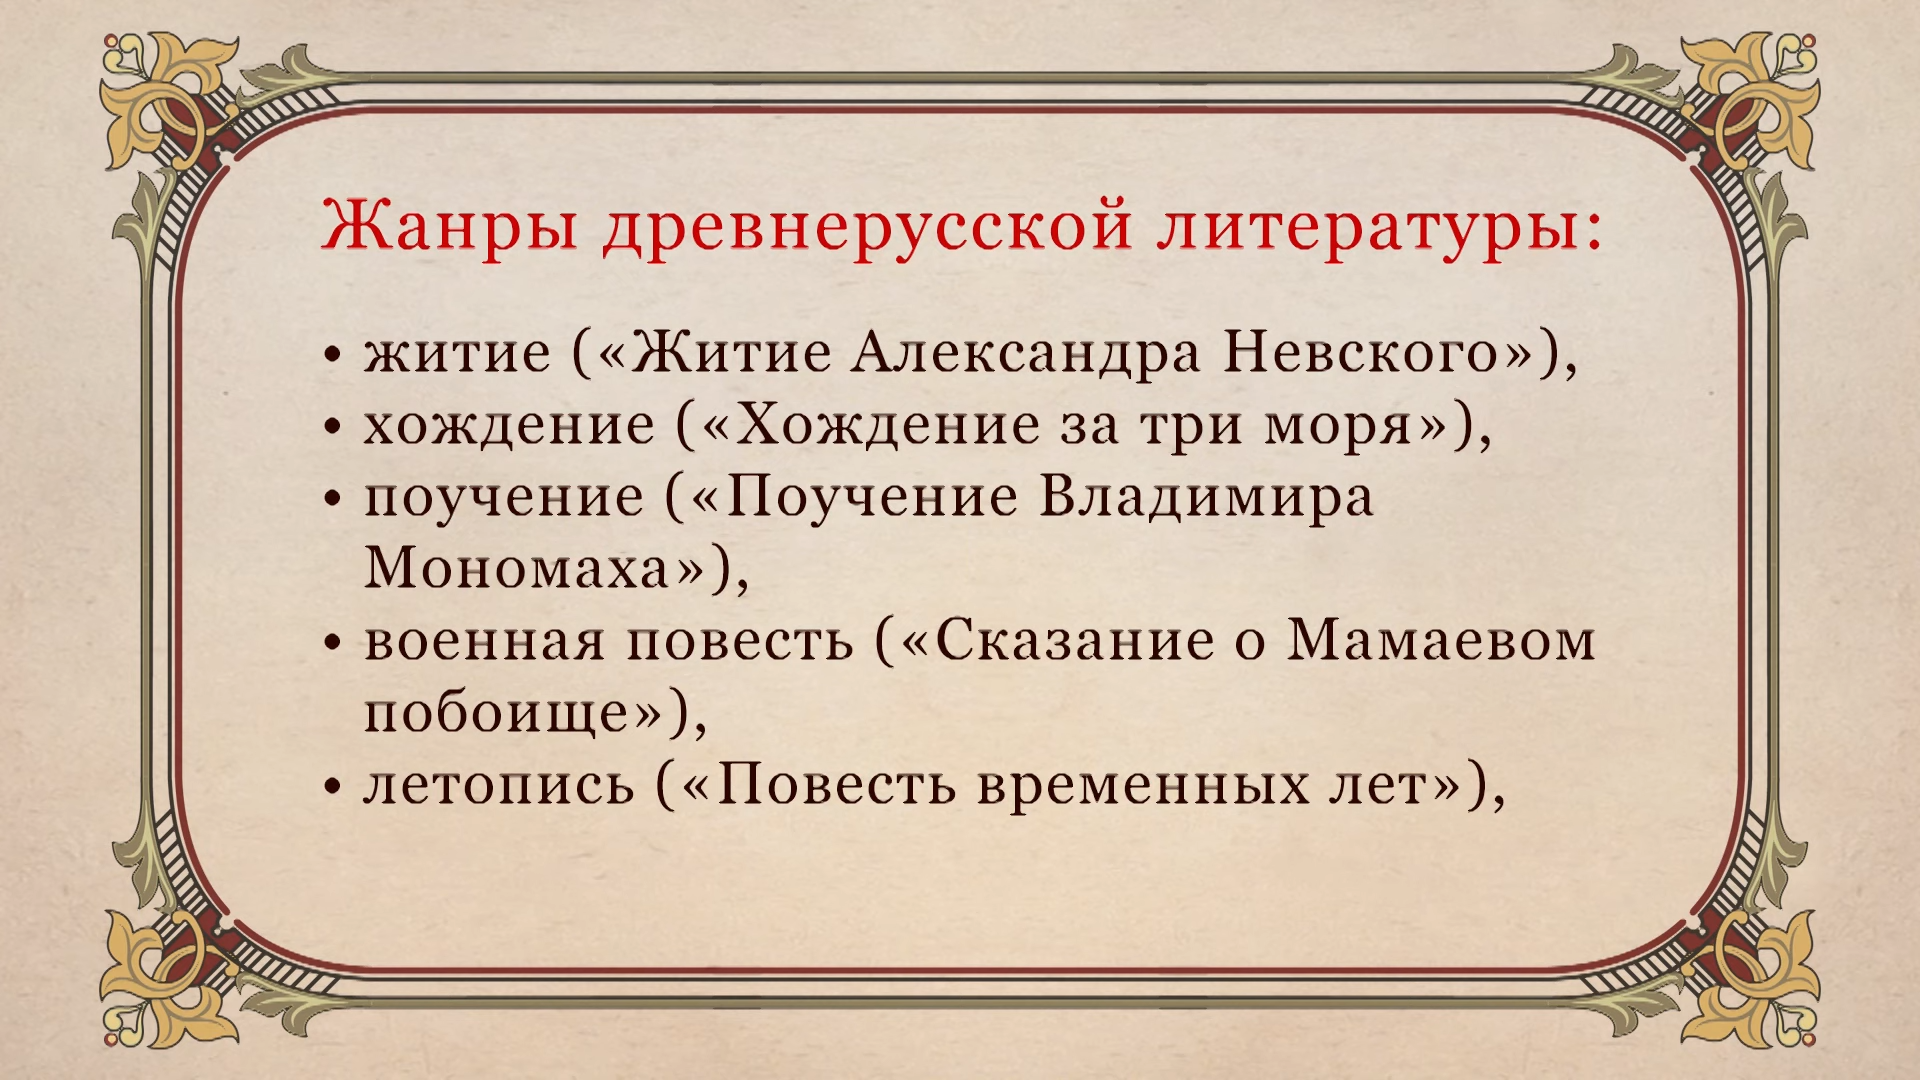 Жанры древнерусской литературы:
• житие («Житие Александра Невского»),
• хождение («Хождение за три моря»),
• поучение («Поучение Владимира
Мономаха»),
• военная повесть («Сказание о Мамаевом
побоище»),
• летопись («Повесть временных лет»),